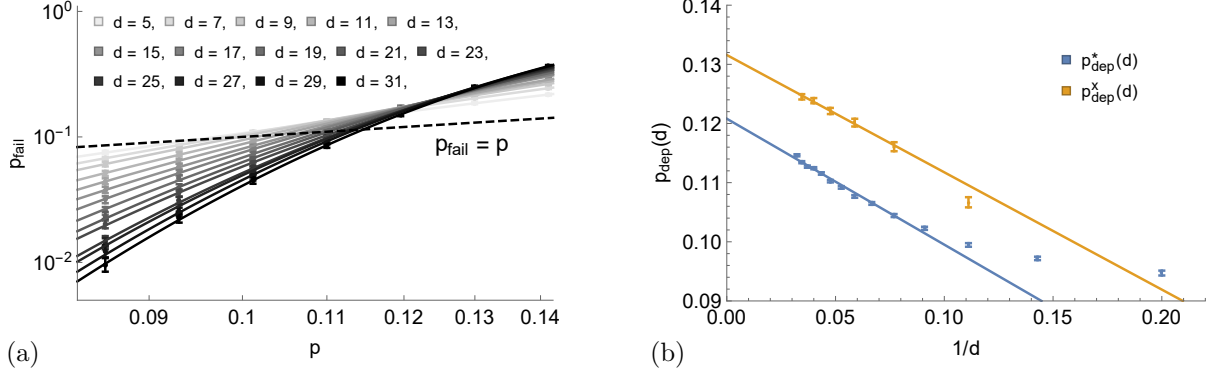 10^0
d = 5, d = 7, d = 9, d = 11, d = 13,
d = 15, d = 17, d = 19, d = 21, d = 23,
d = 25, d = 27, d = 29, d = 31,
10^-1
10^-2
p_fail
p_fail = p
0.09 0.1 0.11 0.12 0.13 0.14
p
(a)
0.14
0.13
0.12
0.11
0.10
0.09
p_dep(d)
p*_dep(d)
p^x_dep(d)
0.00 0.05 0.10 0.15 0.20
1/d
(b)